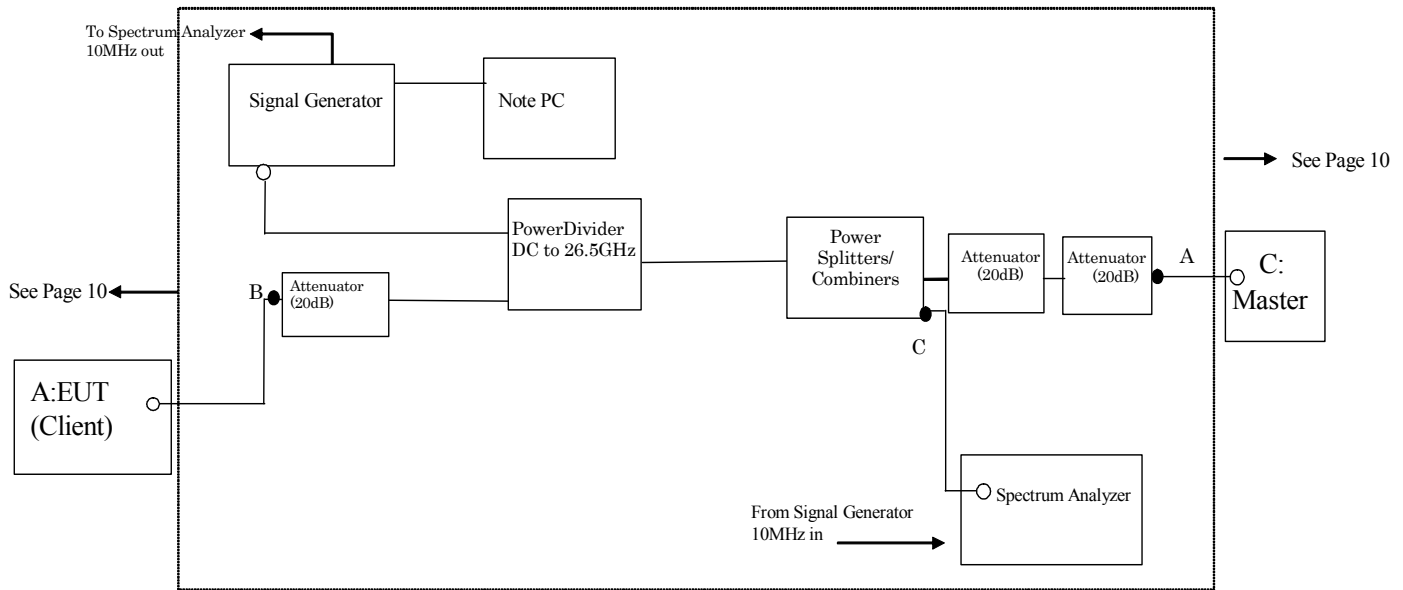 To Spectrum Analyzer
10MHz out
Signal Generator
Note PC
See Page 10
PowerDivider
DC to 26.5GHz
Power
Splitters/
Combiners
Attenuator
(20dB)
Attenuator
(20dB)
A
C:
Master
See Page 10
B
Attenuator
(20dB)
C
A:EUT
(Client)
Spectrum Analyzer
From Signal Generator
10MHz in